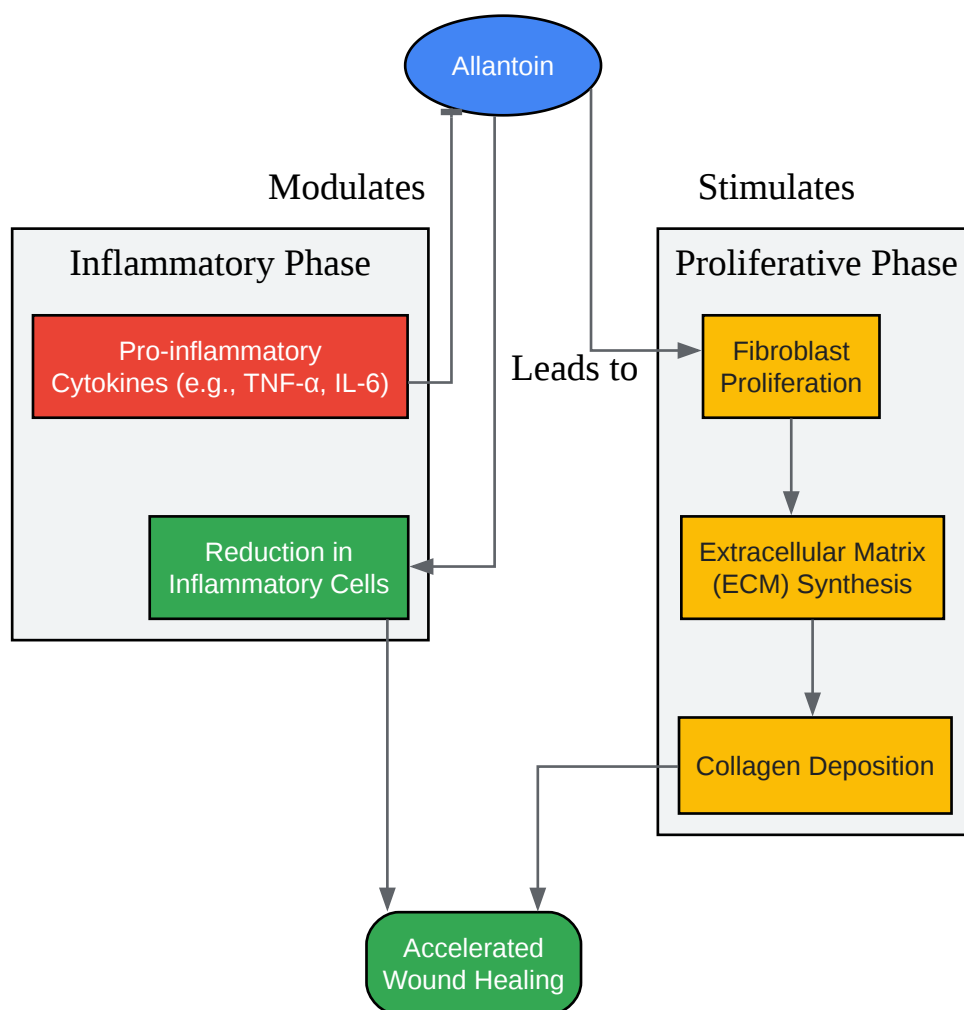 Allantoin
Modulates
Stimulates
Inflammatory Phase
Proliferative Phase
Pro-inflammatory
Cytokines (e.g., TNF-α, IL-6)
Leads to
Fibroblast
Proliferation
Reduction in
Inflammatory Cells
Extracellular Matrix
(ECM) Synthesis
Collagen Deposition
Accelerated
Wound Healing